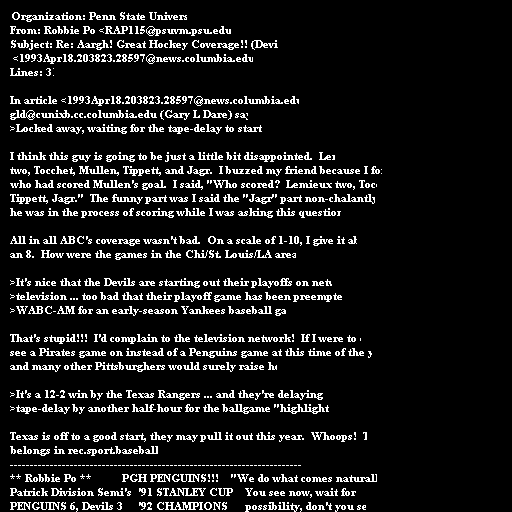 Organization: Penn State Univers
From: Robbie Po <RAP115@psuvm.psu.edu
Subject: Re: Aargh! Great Hockey Coverage!! (Devi
<1993Apr18.203823.28597@news.columbia.edu
Lines: 3
In article <1993Apr18.203823.28597@news.columbia.edu
gld@cunixb.cc.columbia.edu (Gary L Dare) say
>Locked away, waiting for the tape-delay to start
I think this guy is going to be just a little bit disappointed. Lem
two, Tocchet, Mullen, Tippett, and Jagr. I buzzed my friend because I fo
who had scored Mullen's goal. I said, "Who scored? Lemieux two, Toc
Tippett, Jagr." The funny part was I said the "Jagr" part non-chalantly
he was in the process of scoring while I was asking this question
All in all ABC's coverage wasn't bad. On a scale of 1-10, I give it ab
an 8. How were the games in the Chi/St. Louis/LA area
>It's nice that the Devils are starting out their playoffs on netw
>television ... too bad that their playoff game has been preempte
>WABC-AM for an early-season Yankees baseball ga
That's stupid!!! I'd complain to the television network! If I were to
see a Pirates game on instead of a Penguins game at this time of the y
and many other Pittsburghers would surely raise he
>It's a 12-2 win by the Texas Rangers ... and they're delaying
>tape-delay by another half-hour for the ballgame "highlight
Texas is off to a good start, they may pull it out this year. Whoops! T
belongs in rec.sport.baseball
-------------------------------------------------------------------------
** Robbie Po ** PGH PENGUINS!!! "We do what comes naturall
Patrick Division Semi's '91 STANLEY CUP You see now, wait for
PENGUINS 6, Devils 3 '92 CHAMPIONS possibility, don't you se